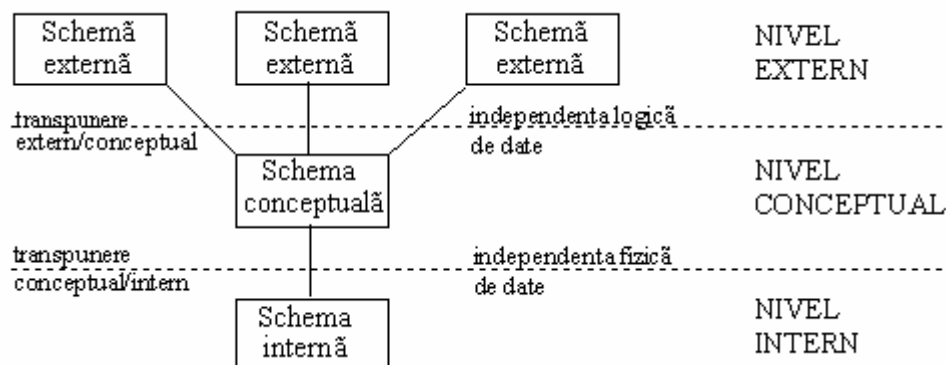 Schemã
externã
Schemã
externã
Schemã
externã
NIVEL
EXTERN
transpunere
extern/conceptual
independenta logicã
de date
Schema
conceptualã
NIVEL
CONCEPTUAL
transpunere
conceptual/intern
independenta fizicã
de date
Schema
internã
NIVEL
INTERN